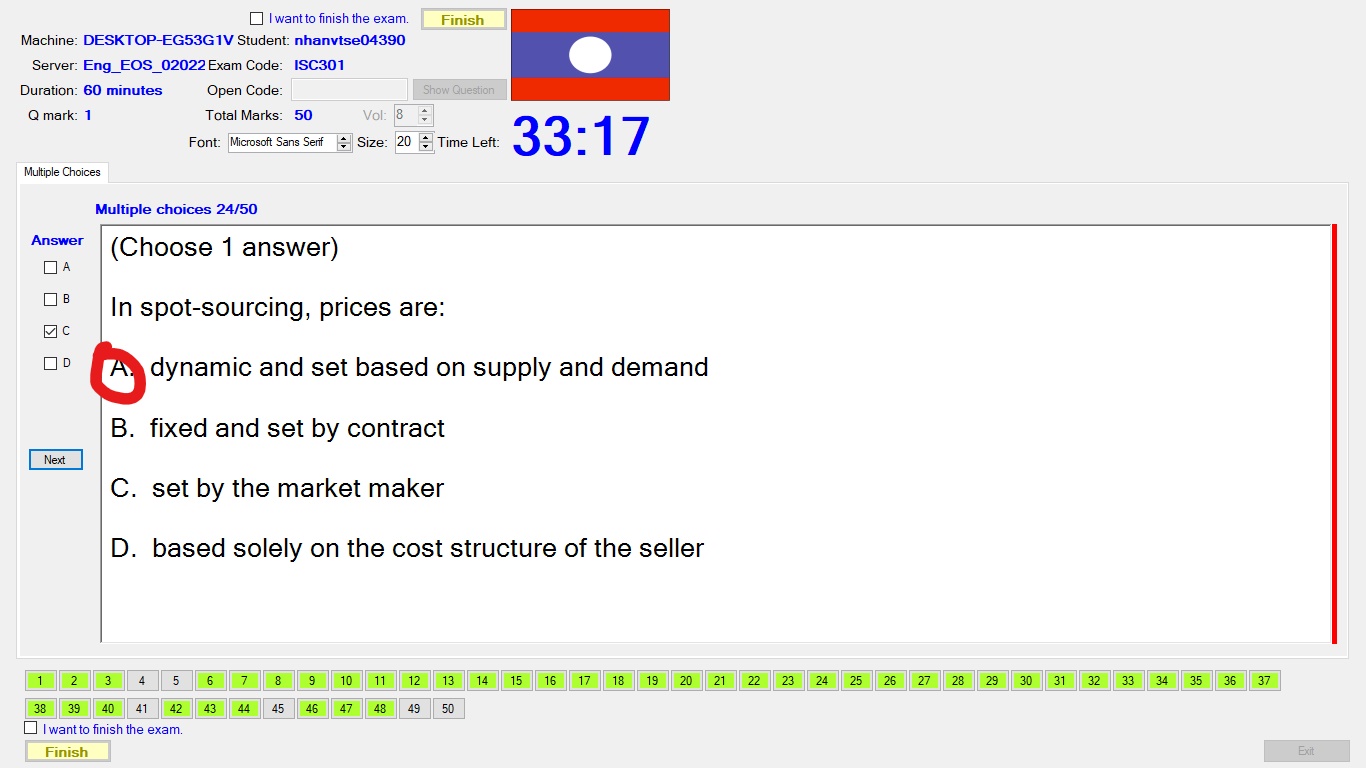 I want to finish the exam. Finish
Machine: DESKTOP-EG53G1V Student: nhanvtse04390
Server: Eng_EOS_02022 Exam Code: ISC301
Duration: 60 minutes Open Code: Show Question
Q mark: 1 Total Marks: 50 Vol: 8
Font: Microsoft Sans Serif Size: 20 Time Left: 33:17
Multiple Choices
Multiple choices 24/50
Answer
A
B
C
D
Next
(Choose 1 answer)
In spot-sourcing, prices are:
A. dynamic and set based on supply and demand
B. fixed and set by contract
C. set by the market maker
D. based solely on the cost structure of the seller
1 2 3 4 5 6 7 8 9 10 11 12 13 14 15 16 17 18 19 20 21 22 23 24 25 26 27 28 29 30 31 32 33 34 35 36 37
38 39 40 41 42 43 44 45 46 47 48 49 50
I want to finish the exam.
Finish Exit